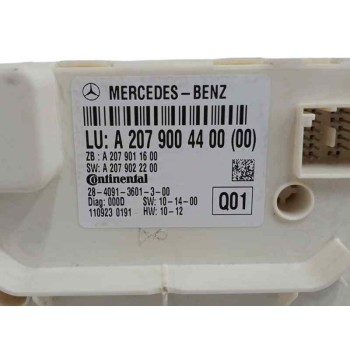 MERCEDES-BENZ
LU: A 207 900 44 00 (00)
ZB : A 207 901 16 00
SW: A 207 902 22 00
Continental
28-4091-3601-3-00
Diag: 000D SW: 10-14-00
110923 0191 HW: 10-12
Q01